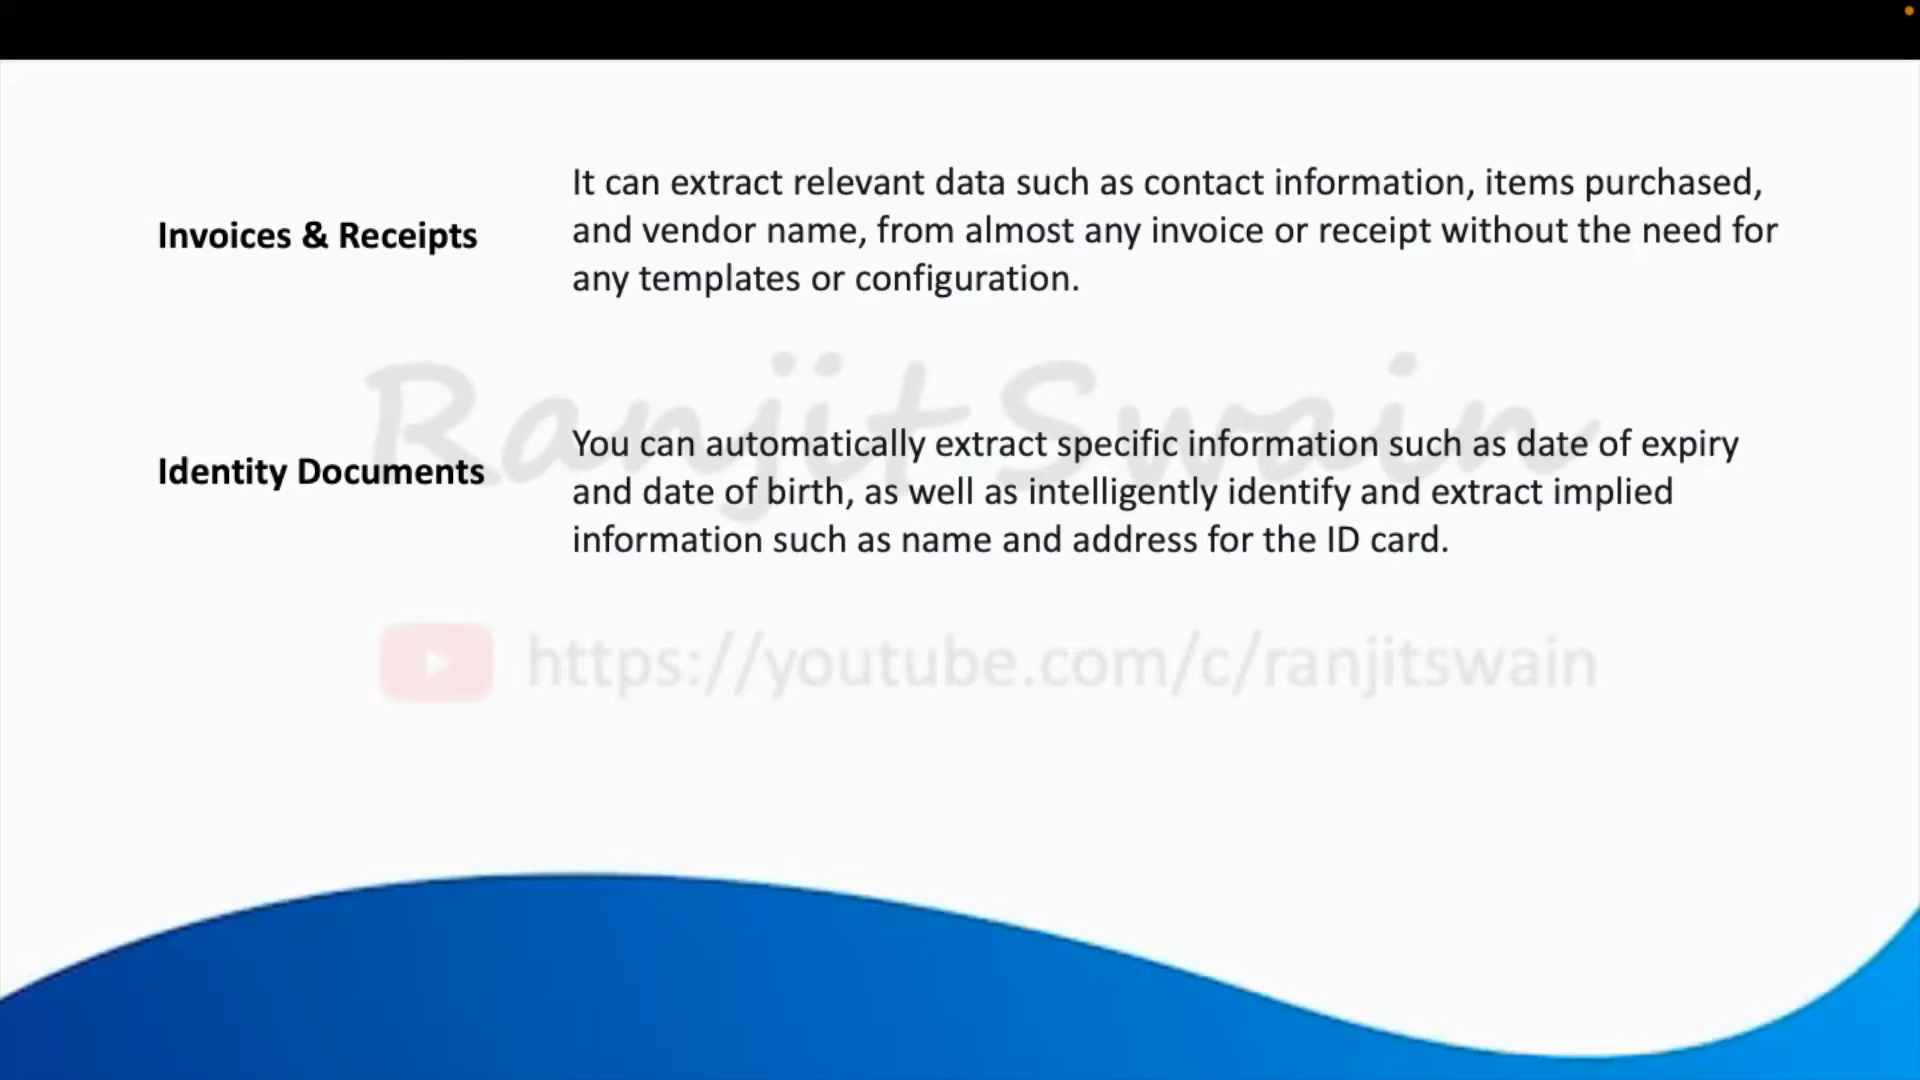 Invoices & Receipts
It can extract relevant data such as contact information, items purchased,
and vendor name, from almost any invoice or receipt without the need for
any templates or configuration.
Ranjit Swain
Identity Documents
You can automatically extract specific information such as date of expiry
and date of birth, as well as intelligently identify and extract implied
information such as name and address for the ID card.
https://youtube.com/c/ranjitswain